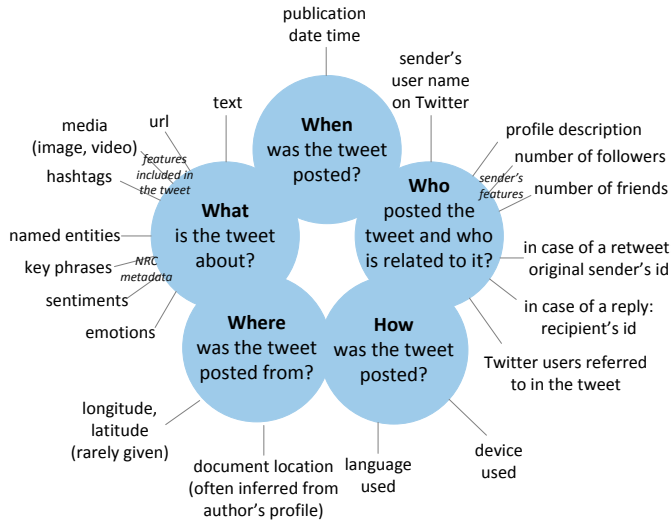 publication
date time
When
was the tweet
posted?
sender's
user name
on Twitter
profile description
number of followers
number of friends
sender's
features
Who
posted the
tweet and who
is related to it?
in case of a retweet
original sender's id
in case of a reply:
recipient's id
Twitter users referred
to in the tweet
How
was the tweet
posted?
device
used
language
used
Where
was the tweet
posted from?
document location
(often inferred from
author's profile)
longitude,
latitude
(rarely given)
What
is the tweet
about?
text
url
media
(image, video)
hashtags
features
included in
the tweet
named entities
key phrases
sentiments
emotions
NRC
metadata